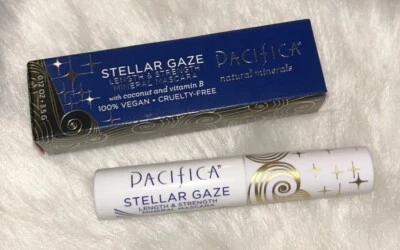 STELLAR GAZE
LENGTH & STRENGTH
MINERAL MASCARA
with coconut and vitamin B
100% VEGAN • CRUELTY-FREE
PACIFICA®
natural minerals
PACIFICA®
STELLAR GAZE
LENGTH & STRENGTH
MINERAL MASCARA